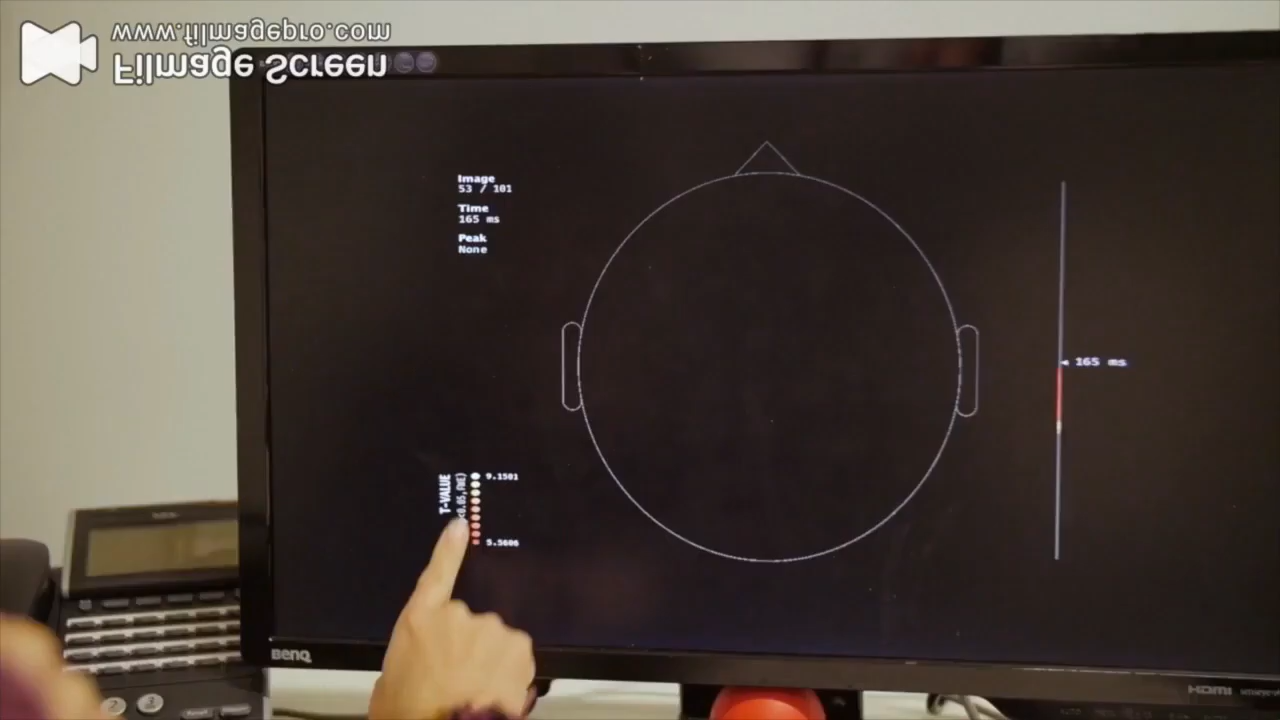 www.filmagepro.com
Filmage Screen
Image
53 / 101
Time
165 ms
Peak
None
165 ms
T-VALUE
9.1501
5.5606
BenQ
HDMI